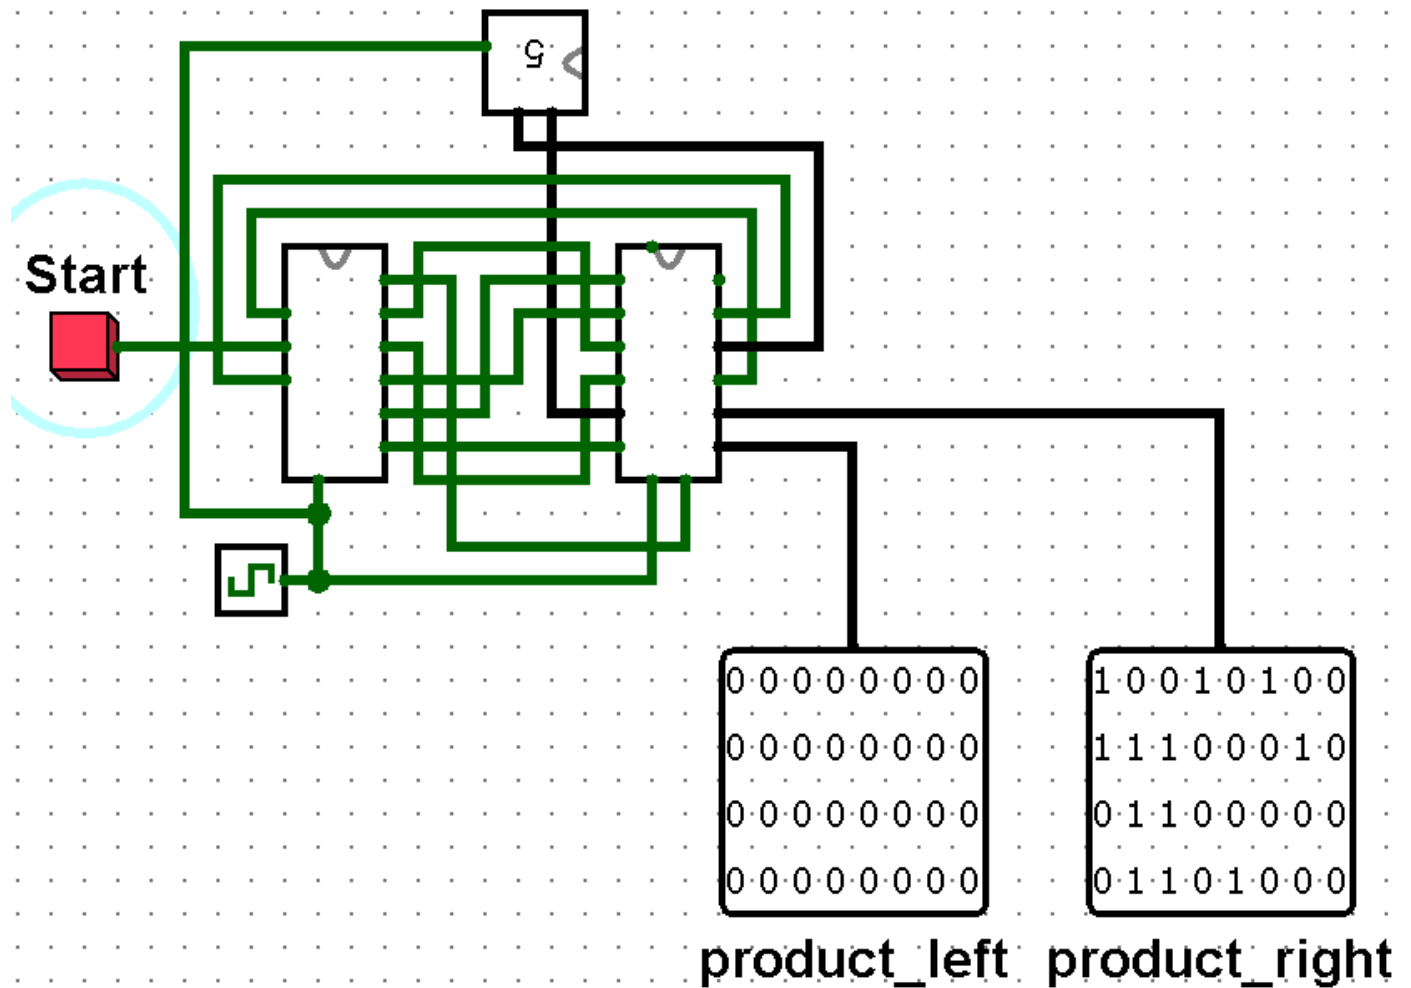 5
Start
0 0 0 0 0 0 0 0
0 0 0 0 0 0 0 0
0 0 0 0 0 0 0 0
0 0 0 0 0 0 0 0
product_left
1 0 0 1 0 1 0 0
1 1 1 0 0 0 1 0
0 1 1 0 0 0 0 0
0 1 1 0 1 0 0 0
product_right